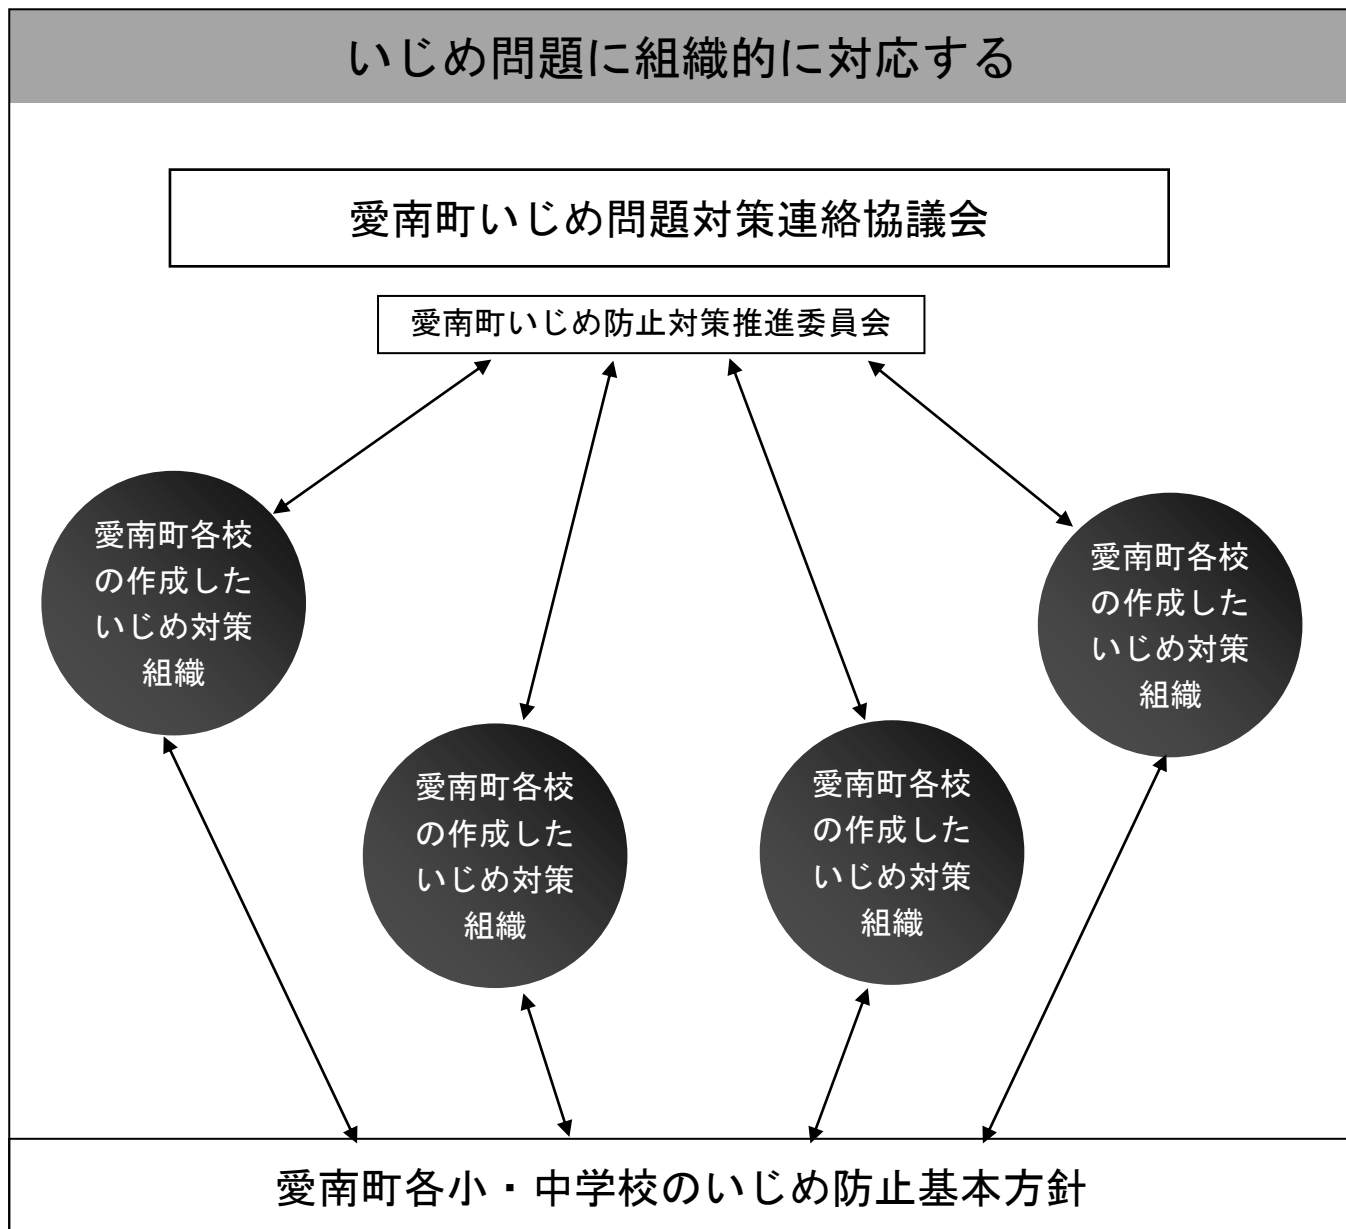 いじめ問題に組織的に対応する
愛南町いじめ問題対策連絡協議会
愛南町いじめ防止対策推進委員会
愛南町各校
の作成した
いじめ対策
組織
愛南町各校
の作成した
いじめ対策
組織
愛南町各校
の作成した
いじめ対策
組織
愛南町各校
の作成した
いじめ対策
組織
愛南町各小・中学校のいじめ防止基本方針